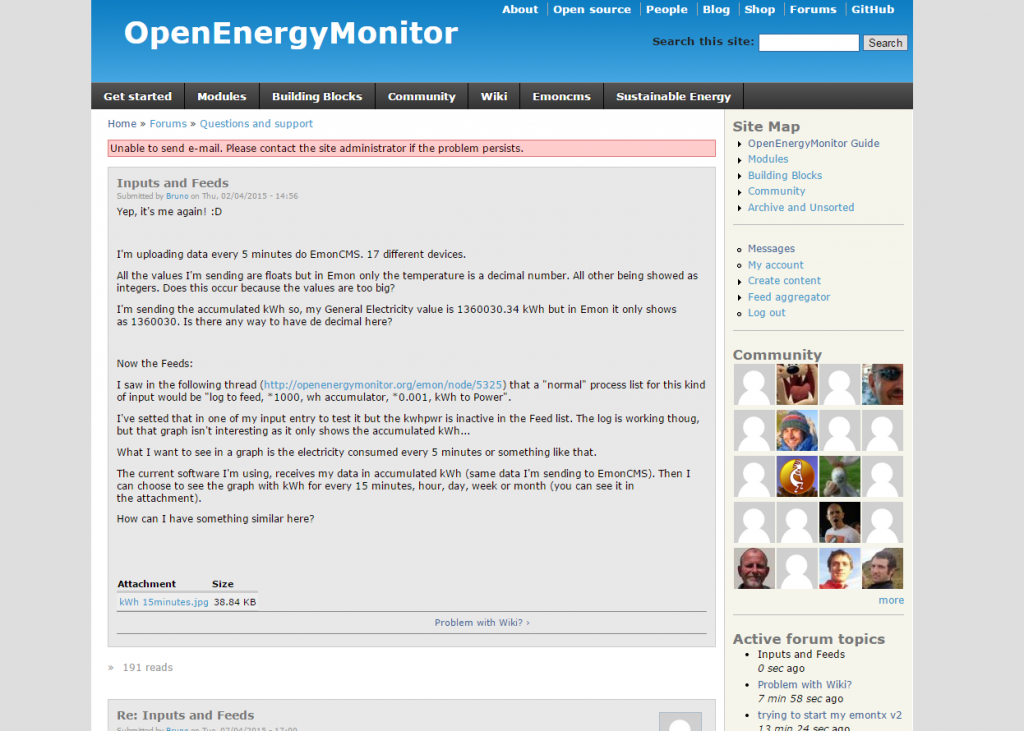 About Open source People Blog Shop Forums GitHub
OpenEnergyMonitor
Search this site: Search
Get started Modules Building Blocks Community Wiki Emoncms Sustainable Energy
Home » Forums » Questions and support
Unable to send e-mail. Please contact the site administrator if the problem persists.
Inputs and Feeds
Submitted by Bruno on Thu, 02/04/2015 - 14:56
Yep, it's me again! :D
I'm uploading data every 5 minutes do EmonCMS. 17 different devices.
All the values I'm sending are floats but in Emon only the temperature is a decimal number. All other being showed as
integers. Does this occur because the values are too big?
I'm sending the accumulated kWh so, my General Electricity value is 1360030.34 kWh but in Emon it only shows
as 1360030. Is there any way to have de decimal here?
Now the Feeds:
I saw in the following thread (http://openenergymonitor.org/emon/node/5325) that a "normal" process list for this kind
of input would be "log to feed, *1000, wh accumulator, *0.001, kWh to Power".
I've setted that in one of my input entry to test it but the kwhpwr is inactive in the Feed list. The log is working thoug,
but that graph isn't interesting as it only shows the accumulated kWh...
What I want to see in a graph is the electricity consumed every 5 minutes or something like that.
The current software I'm using, receives my data in accumulated kWh (same data I'm sending to EmonCMS). Then I
can choose to see the graph with kWh for every 15 minutes, hour, day, week or month (you can see it in
the attachment).
How can I have something similar here?
Attachment Size
kWh 15minutes.jpg 38.84 KB
Problem with Wiki? ›
» 191 reads
Re: Inputs and Feeds
Submitted by Bruno on Tue, 07/04/2015 - 17:00
Site Map
OpenEnergyMonitor Guide
Modules
Building Blocks
Community
Archive and Unsorted
Messages
My account
Create content
Feed aggregator
Log out
Community
more
Active forum topics
Inputs and Feeds
0 sec ago
Problem with Wiki?
7 min 58 sec ago
trying to start my emontx v2
13 min 24 sec ago